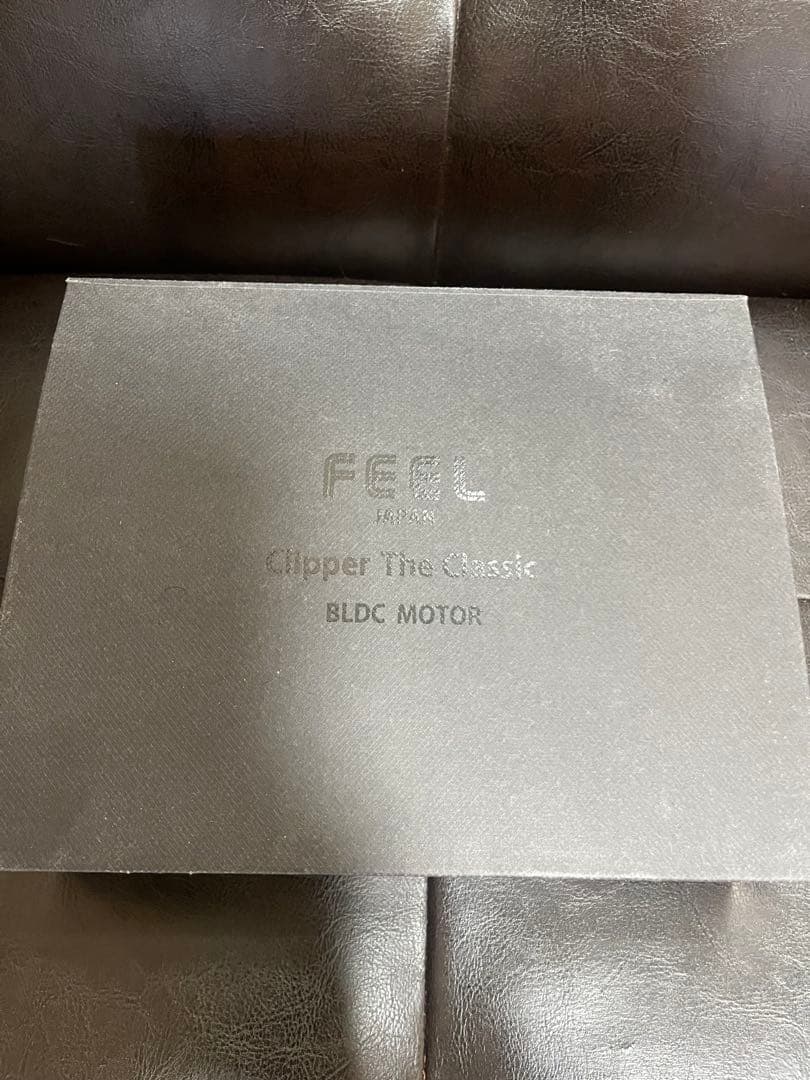 FEEL
JAPAN
Clipper The Classic
BLDC MOTOR